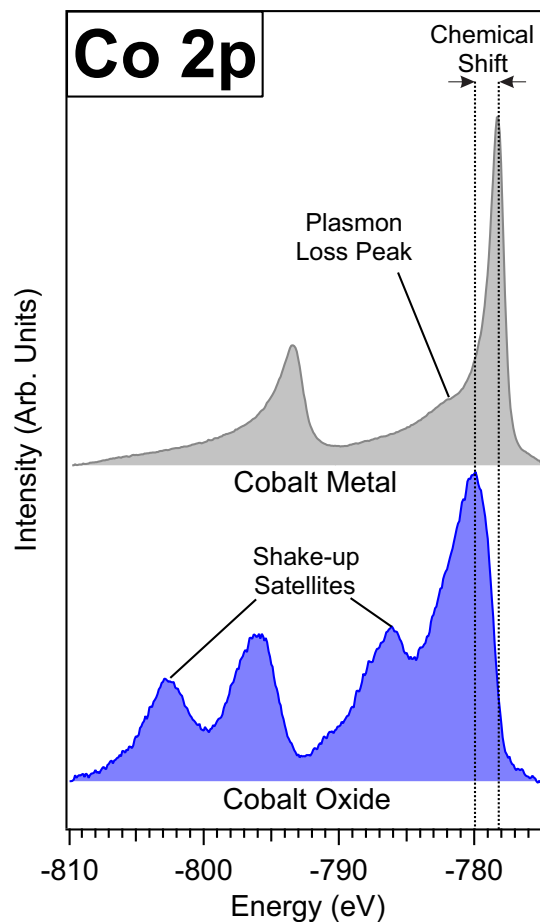 Co 2p
Chemical
Shift
Plasmon
Loss Peak
Intensity (Arb. Units)
Cobalt Metal
Shake-up
Satellites
Cobalt Oxide
-810
-800
-790
-780
Energy (eV)